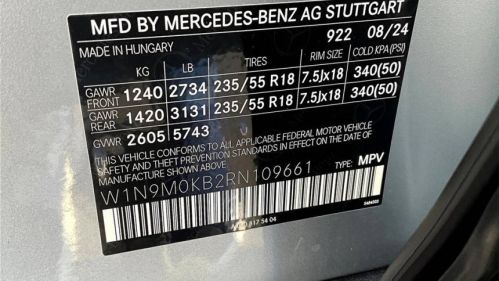 MFD BY MERCEDES-BENZ AG STUTTGART
MADE IN HUNGARY 922 08/24
KG LB TIRES RIM SIZE COLD KPA (PSI)
GAWR FRONT 1240 2734 235/55 R18 7.5Jx18 340(50)
GAWR REAR 1420 3131 235/55 R18 7.5Jx18 340(50)
GVWR 2605 5743
THIS VEHICLE CONFORMS TO ALL APPLICABLE FEDERAL MOTOR VEHICLE
SAFETY AND THEFT PREVENTION STANDARDS IN EFFECT ON THE DATE OF
MANUFACTURE SHOWN ABOVE.
W1N9M0KB2RN109661 TYPE: MPV
817 54 04